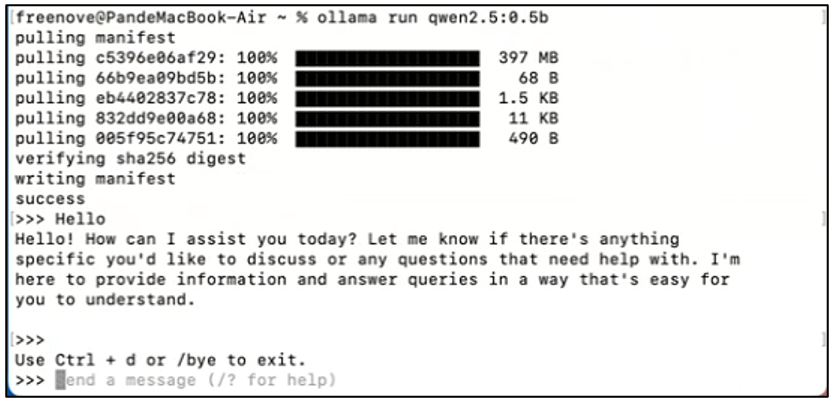 [freenove@PandeMacBook-Air ~ % ollama run qwen2.5:0.5b
pulling manifest
pulling c5396e06af29: 100% 397 MB
pulling 66b9ea09bd5b: 100% 68 B
pulling eb4402837c78: 100% 1.5 KB
pulling 832dd9e00a68: 100% 11 KB
pulling 005f95c74751: 100% 490 B
verifying sha256 digest
writing manifest
success
[>>> Hello ]
Hello! How can I assist you today? Let me know if there's anything
specific you'd like to discuss or any questions that need help with. I'm
here to provide information and answer queries in a way that's easy for
you to understand.
[>>> ]
Use Ctrl + d or /bye to exit.
>>> Send a message (/? for help)